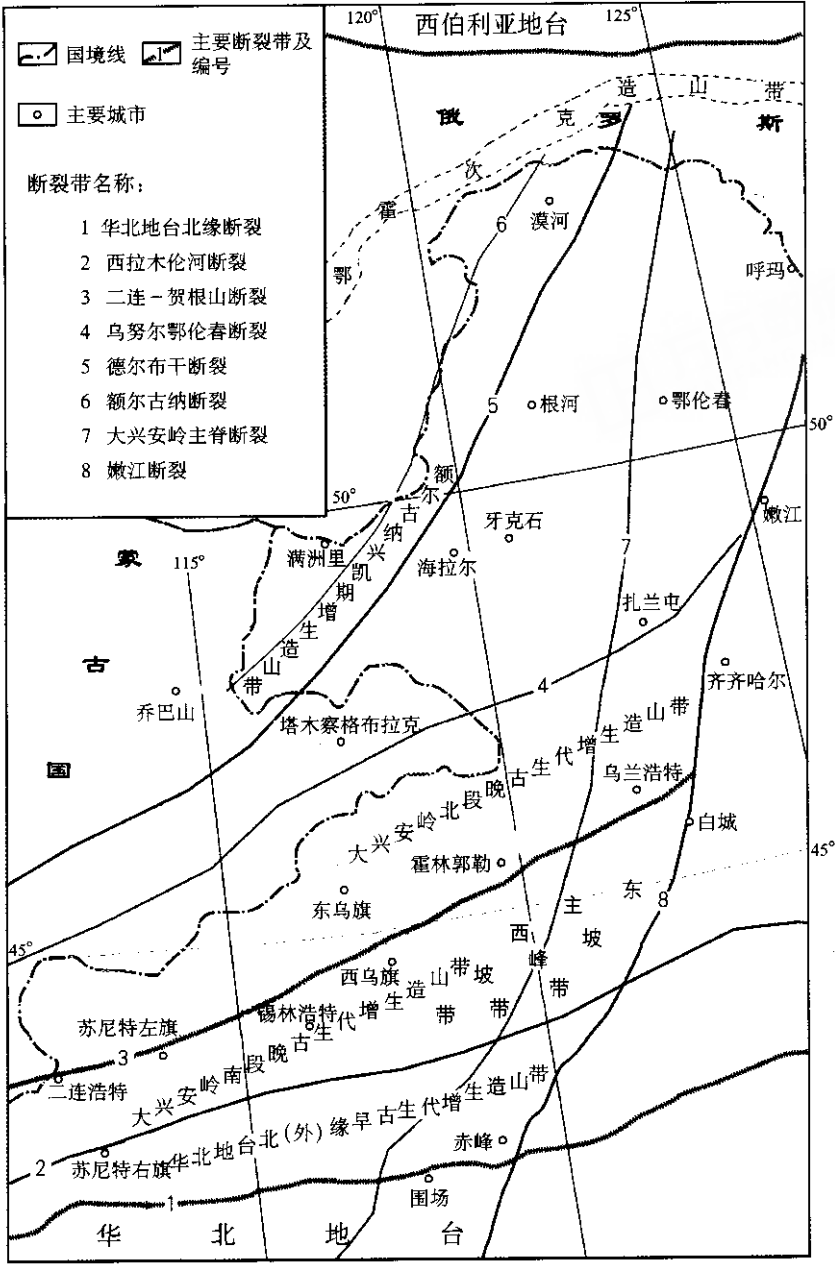 120°
125°
西伯利亚地台
国境线
1
主要断裂带及
编号
主要城市
断裂带名称：
1 华北地台北缘断裂
2 西拉木伦河断裂
3 二连－贺根山断裂
4 乌努尔鄂伦春断裂
5 德尔布干断裂
6 额尔古纳断裂
7 大兴安岭主脊断裂
8 嫩江断裂
俄罗斯
鄂霍次克造山带
6
漠河
呼玛
5
根河
鄂伦春
50°
50°
额尔古纳兴凯期增生造山带
嫩江
蒙古国
115°
满洲里
海拉尔
牙克石
7
扎兰屯
乔巴山
4
齐齐哈尔
塔木察格布拉克
大兴安岭北段晚古生代增生造山带
乌兰浩特
白城
霍林郭勒
45°
东乌旗
8
45°
西坡带
主峰带
东坡带
西乌旗
锡林浩特
苏尼特左旗
3
二连浩特
大兴安岭南段晚古生代增生造山带
2
苏尼特右旗
华北地台北(外)缘早古生代增生造山带
赤峰
1
围场
华北地台